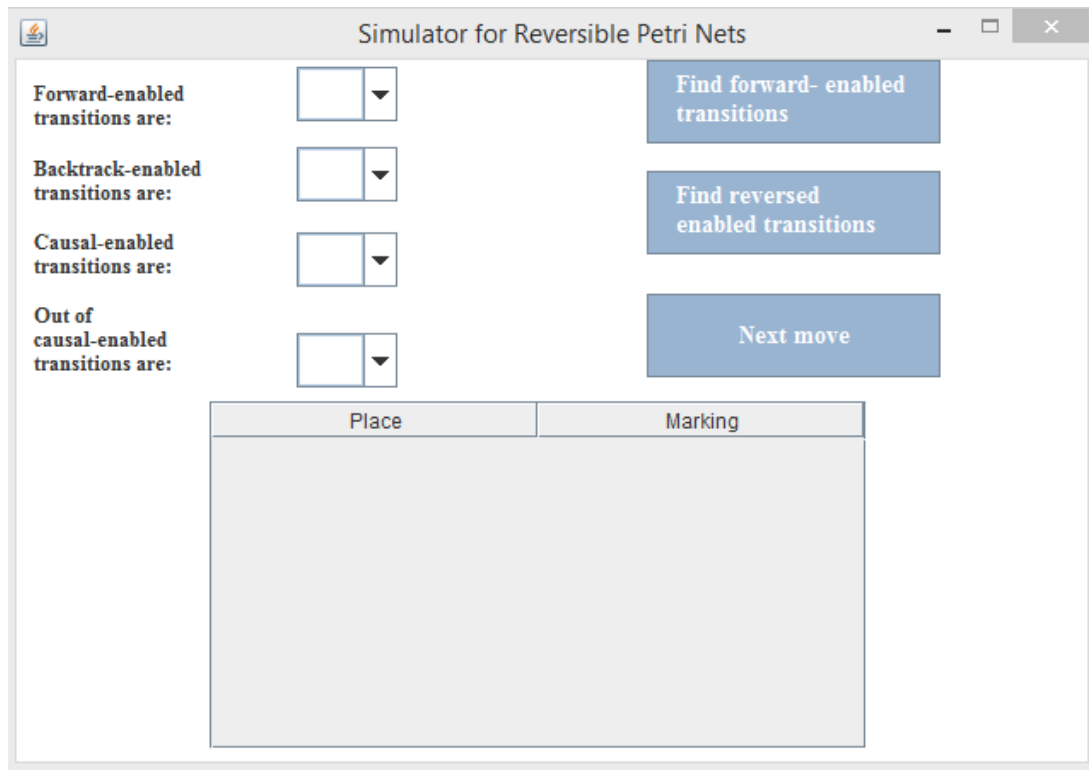 Simulator for Reversible Petri Nets
Forward-enabled
transitions are:
Find forward- enabled
transitions
Backtrack-enabled
transitions are:
Find reversed
enabled transitions
Causal-enabled
transitions are:
Out of
causal-enabled
transitions are:
Next move
Place Marking